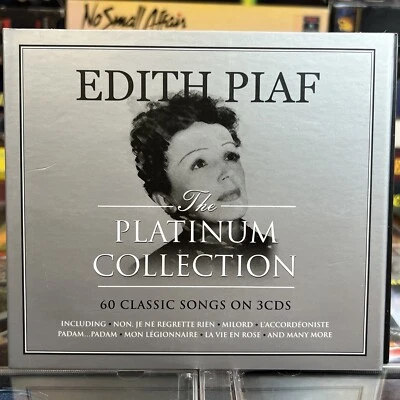 No Small Affair
EDITH PIAF
The
PLATINUM
COLLECTION
60 CLASSIC SONGS ON 3CDS
INCLUDING • NON, JE NE REGRETTE RIEN • MILORD • L'ACCORDÉONISTE
PADAM...PADAM • MON LÉGIONNAIRE • LA VIE EN ROSE • AND MANY MORE